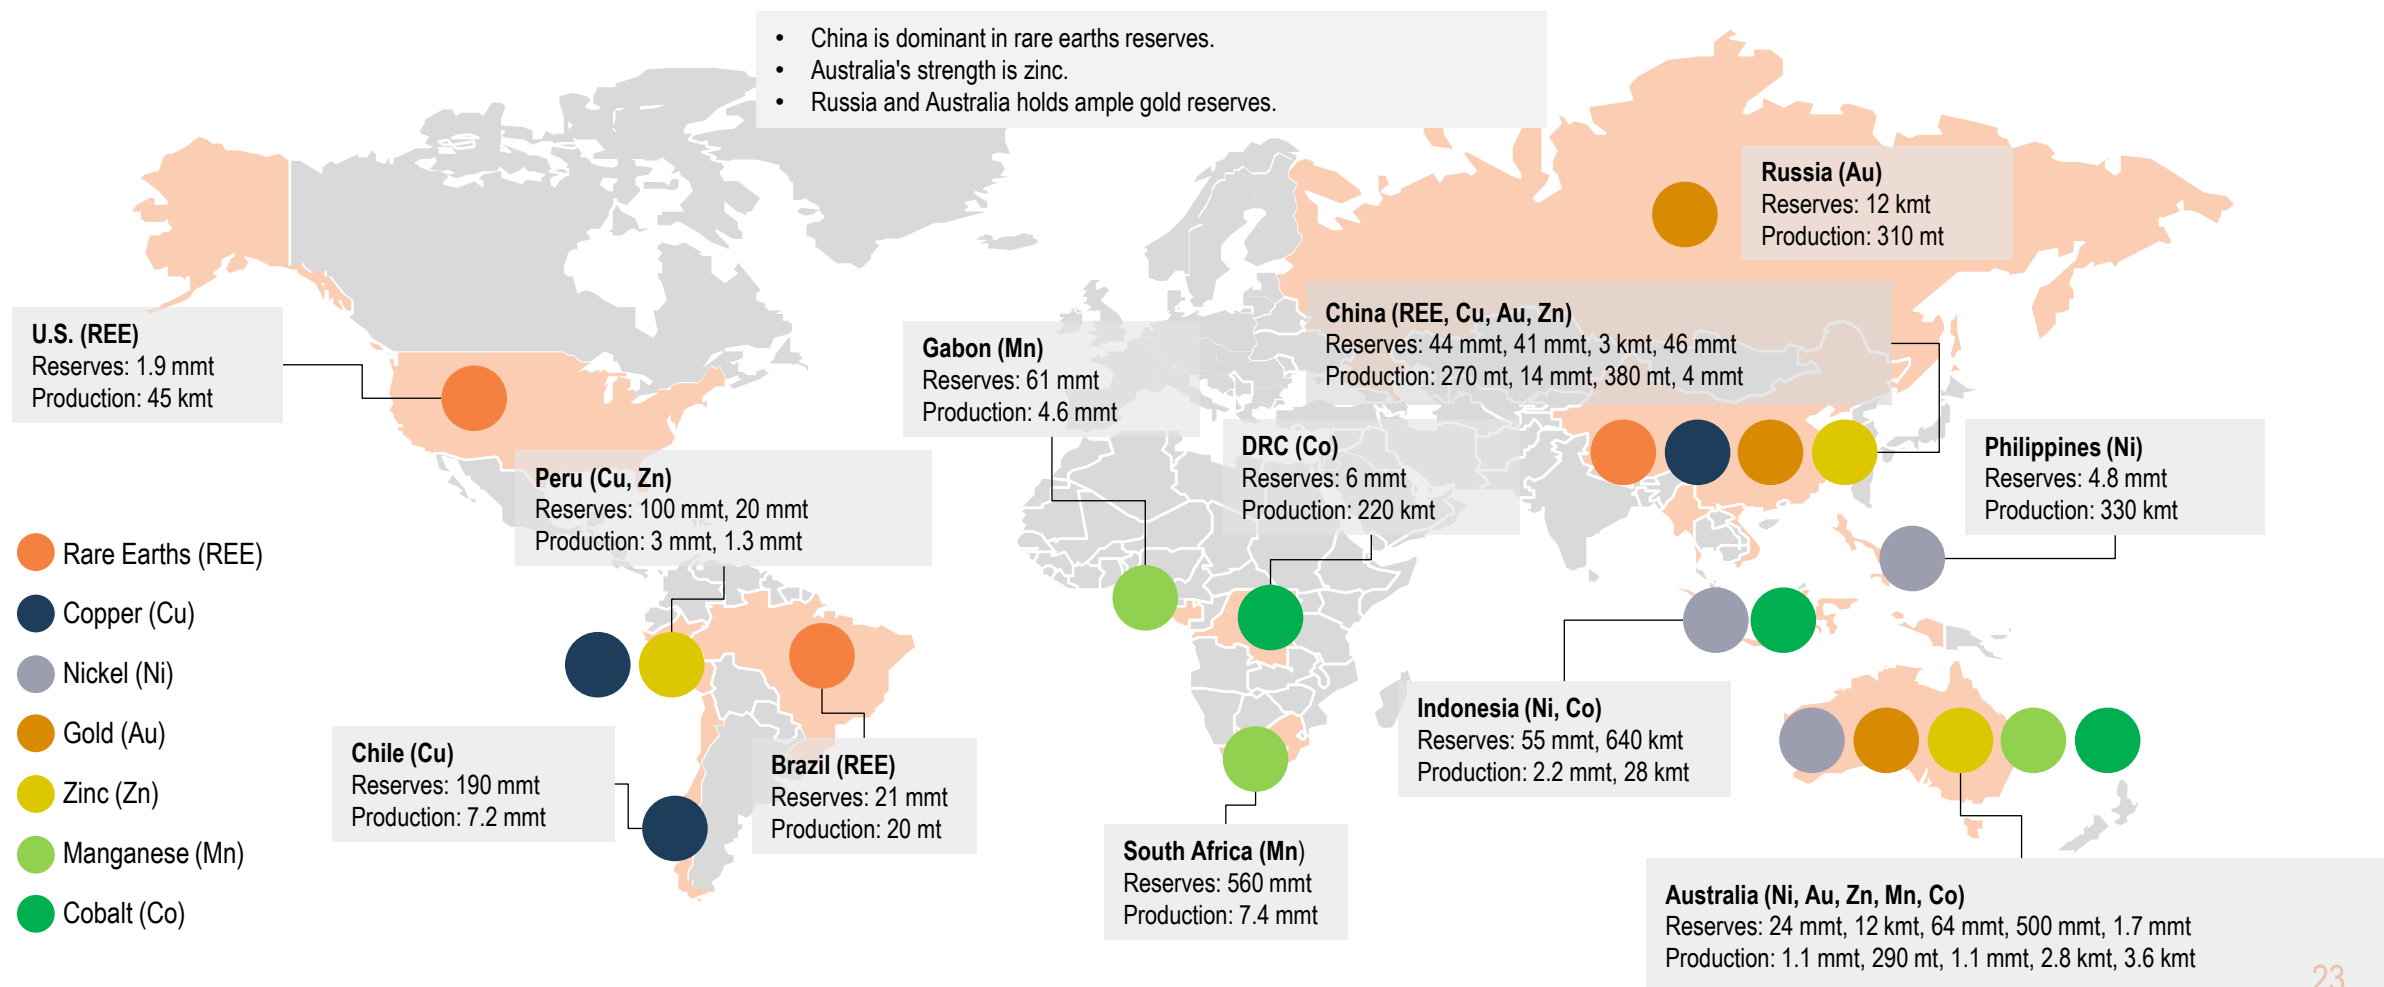 • China is dominant in rare earths reserves.
• Australia's strength is zinc.
• Russia and Australia holds ample gold reserves.
Russia (Au)
Reserves: 12 kmt
Production: 310 mt
U.S. (REE)
Reserves: 1.9 mmt
Production: 45 kmt
Gabon (Mn)
Reserves: 61 mmt
Production: 4.6 mmt
China (REE, Cu, Au, Zn)
Reserves: 44 mmt, 41 mmt, 3 kmt, 46 mmt
Production: 270 mt, 14 mmt, 380 mt, 4 mmt
DRC (Co)
Reserves: 6 mmt
Production: 220 kmt
Philippines (Ni)
Reserves: 4.8 mmt
Production: 330 kmt
Peru (Cu, Zn)
Reserves: 100 mmt, 20 mmt
Production: 3 mmt, 1.3 mmt
Rare Earths (REE)
Copper (Cu)
Nickel (Ni)
Gold (Au)
Zinc (Zn)
Manganese (Mn)
Cobalt (Co)
Chile (Cu)
Reserves: 190 mmt
Production: 7.2 mmt
Brazil (REE)
Reserves: 21 mmt
Production: 20 mt
Indonesia (Ni, Co)
Reserves: 55 mmt, 640 kmt
Production: 2.2 mmt, 28 kmt
South Africa (Mn)
Reserves: 560 mmt
Production: 7.4 mmt
Australia (Ni, Au, Zn, Mn, Co)
Reserves: 24 mmt, 12 kmt, 64 mmt, 500 mmt, 1.7 mmt
Production: 1.1 mmt, 290 mt, 1.1 mmt, 2.8 kmt, 3.6 kmt
23